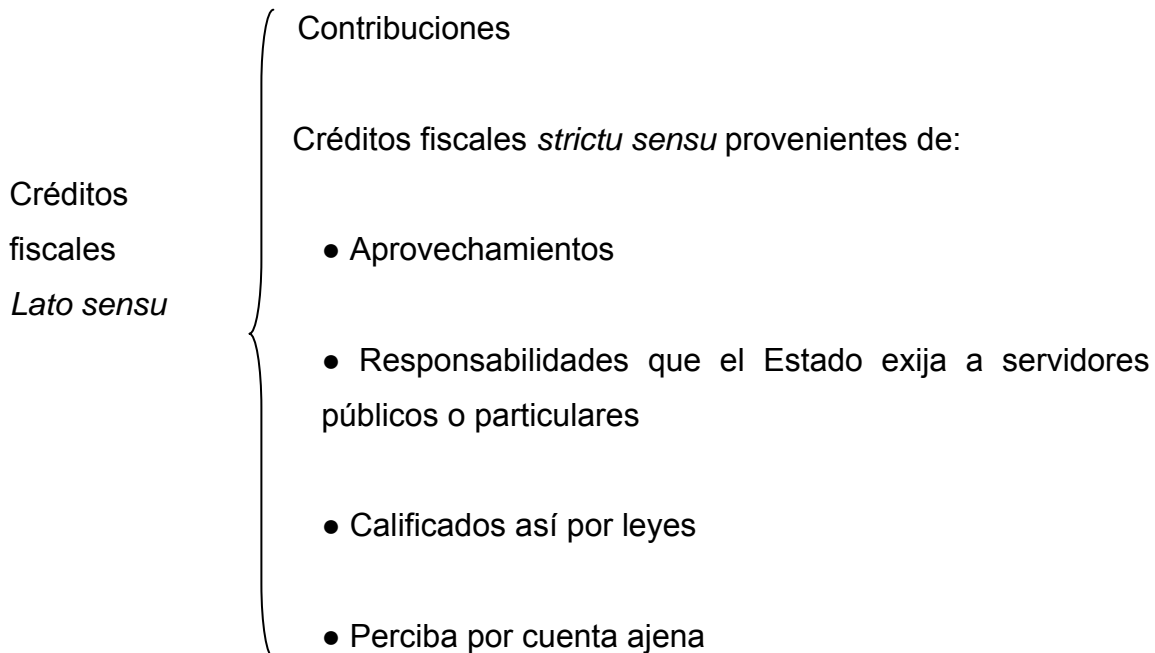 Créditos
fiscales
Lato sensu
Contribuciones
Créditos fiscales strictu sensu provenientes de:
● Aprovechamientos
● Responsabilidades que el Estado exija a servidores
públicos o particulares
● Calificados así por leyes
● Perciba por cuenta ajena